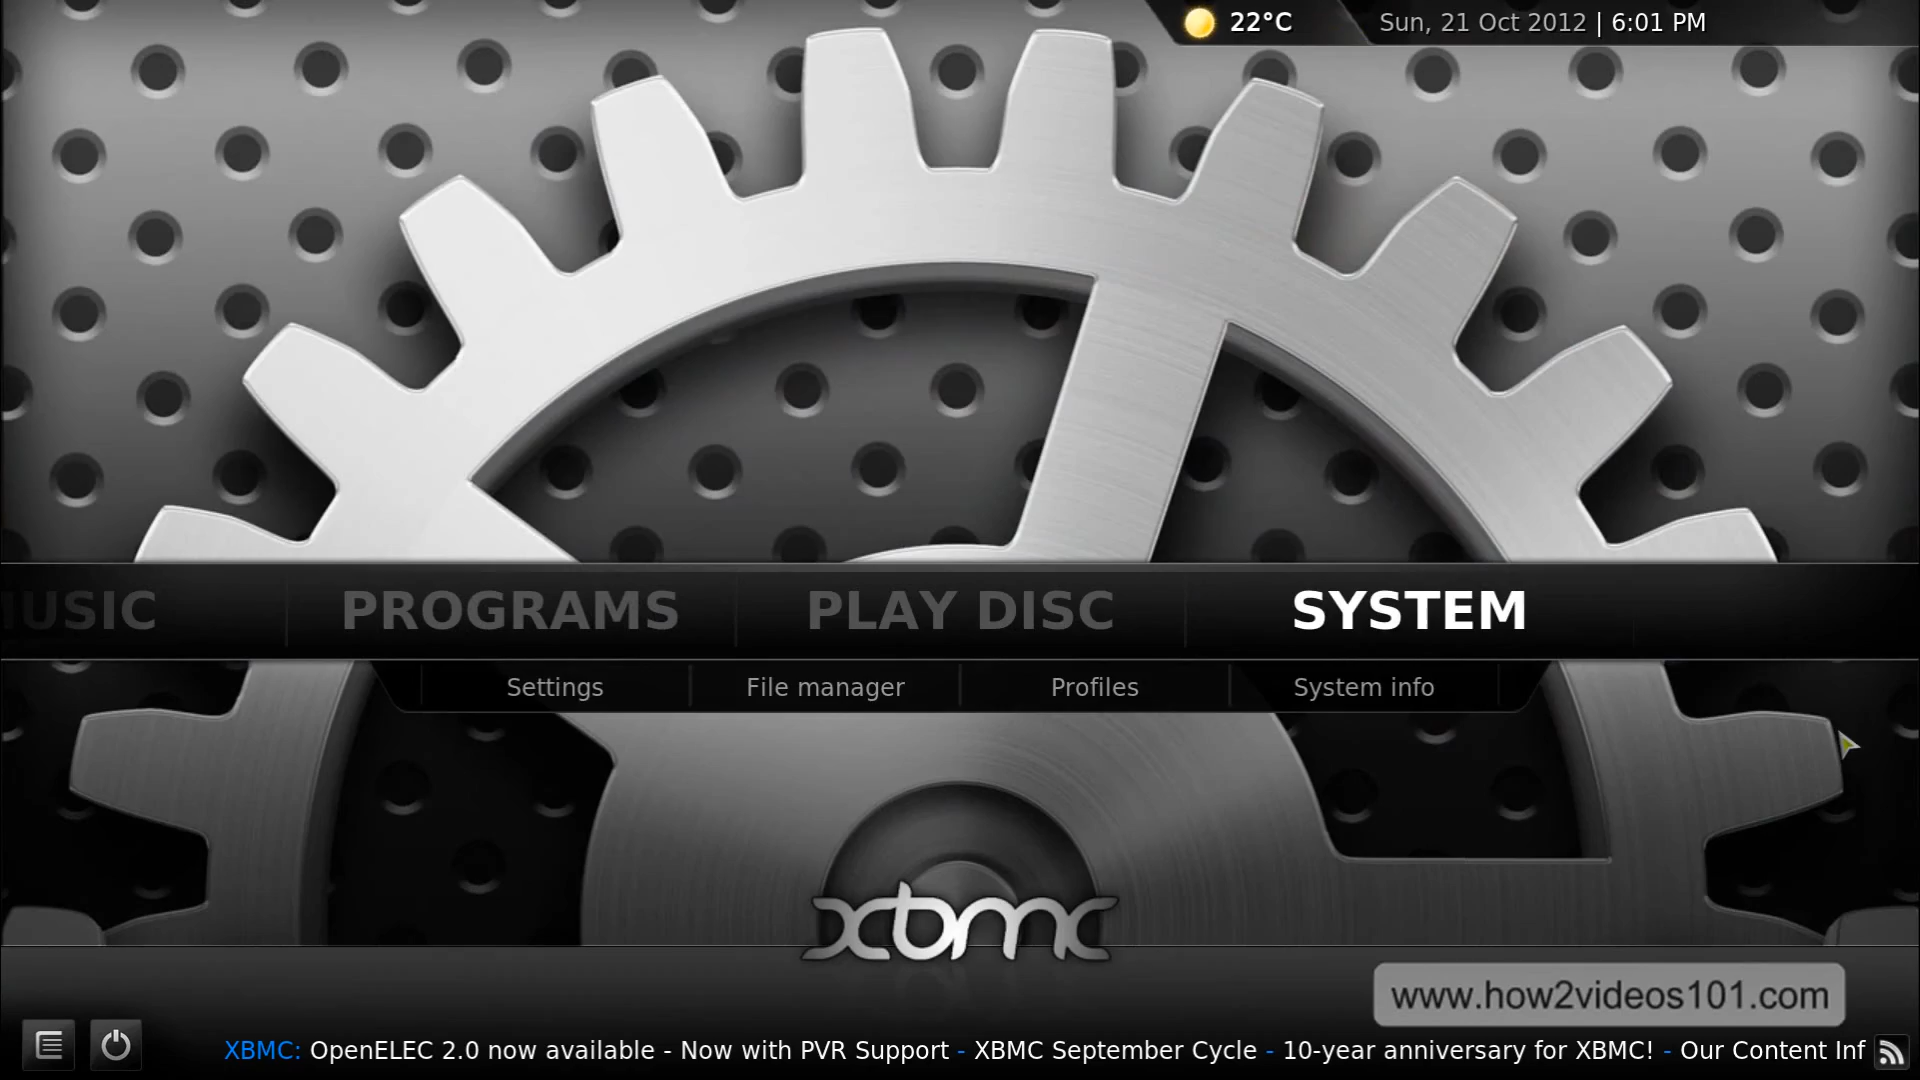 22°C Sun, 21 Oct 2012 | 6:01 PM
MUSIC PROGRAMS PLAY DISC SYSTEM
Settings File manager Profiles System info
xbmc
www.how2videos101.com
XBMC: OpenELEC 2.0 now available - Now with PVR Support - XBMC September Cycle - 10-year anniversary for XBMC! - Our Content Inf